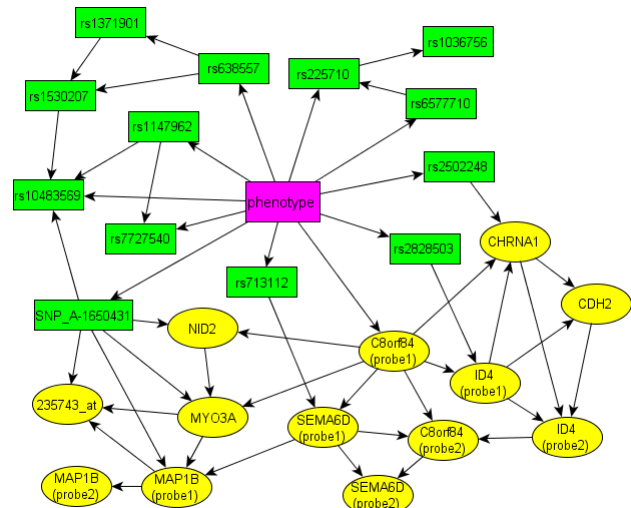 rs1371901
rs1036756
rs638557
rs225710
rs1530207
rs6577710
rs1147962
rs2502248
rs10483569
phenotype
rs7727540
rs2828503
CHRNA1
rs713112
CDH2
SNP_A-1650431
NID2
C8orf84
(probe1)
ID4
(probe1)
235743_at
MYO3A
SEMA6D
(probe1)
C8orf84
(probe2)
ID4
(probe2)
MAP1B
(probe2)
MAP1B
(probe1)
SEMA6D
(probe2)